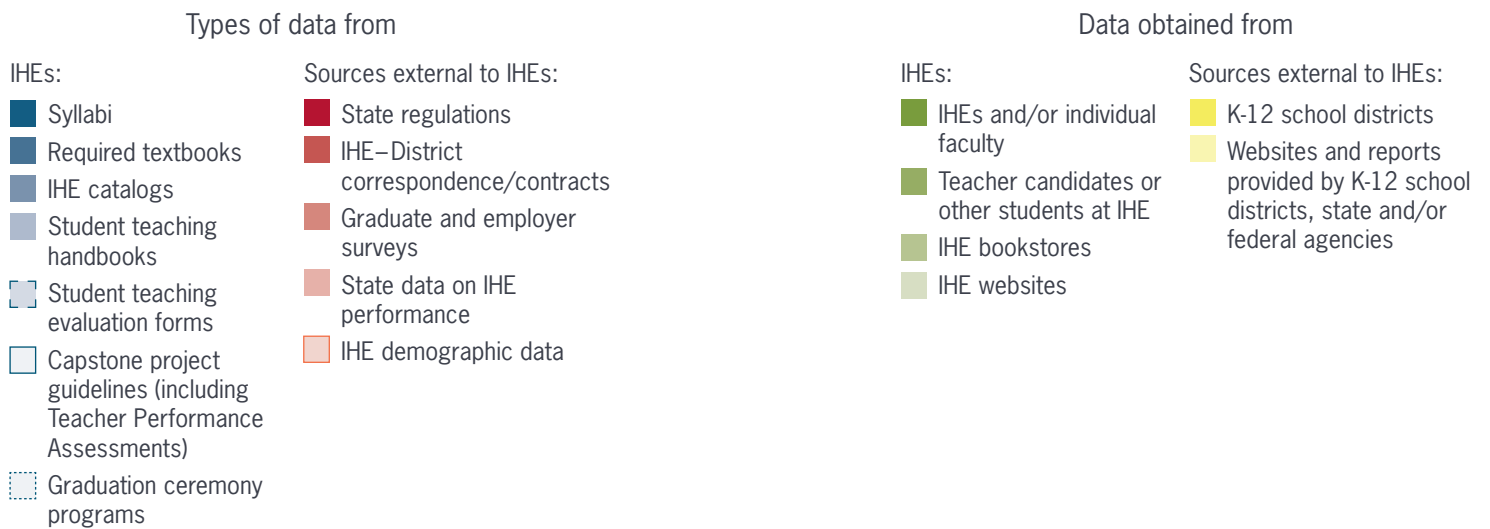 Types of data from
IHEs:
Syllabi
Required textbooks
IHE catalogs
Student teaching
handbooks
Student teaching
evaluation forms
Capstone project
guidelines (including
Teacher Performance
Assessments)
Graduation ceremony
programs
Sources external to IHEs:
State regulations
IHE–District
correspondence/contracts
Graduate and employer
surveys
State data on IHE
performance
IHE demographic data
Data obtained from
IHEs:
IHEs and/or individual
faculty
Teacher candidates or
other students at IHE
IHE bookstores
IHE websites
Sources external to IHEs:
K-12 school districts
Websites and reports
provided by K-12 school
districts, state and/or
federal agencies